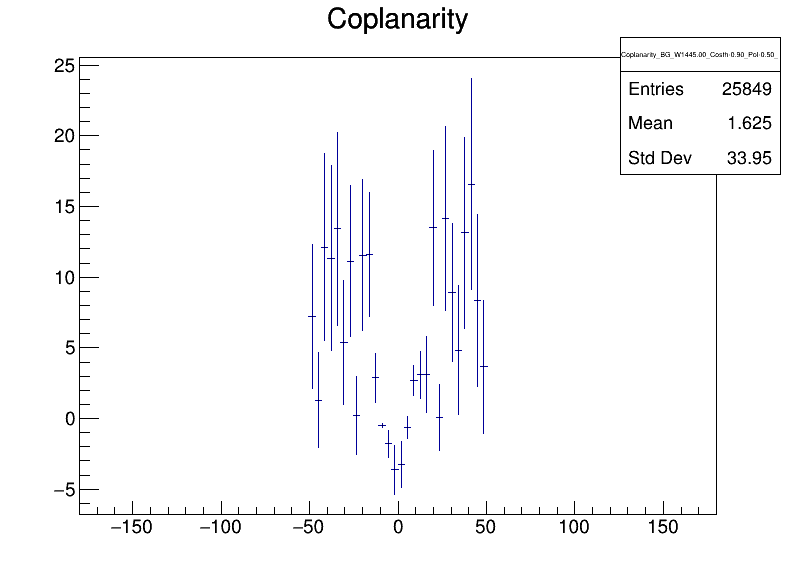 Coplanarity
Coplanarity_BG_W1445.00_Costh-0.90_Pol-0.50_
Entries 25849
Mean 1.625
Std Dev 33.95
25
20
15
10
5
0
−5
−150 −100 −50 0 50 100 150